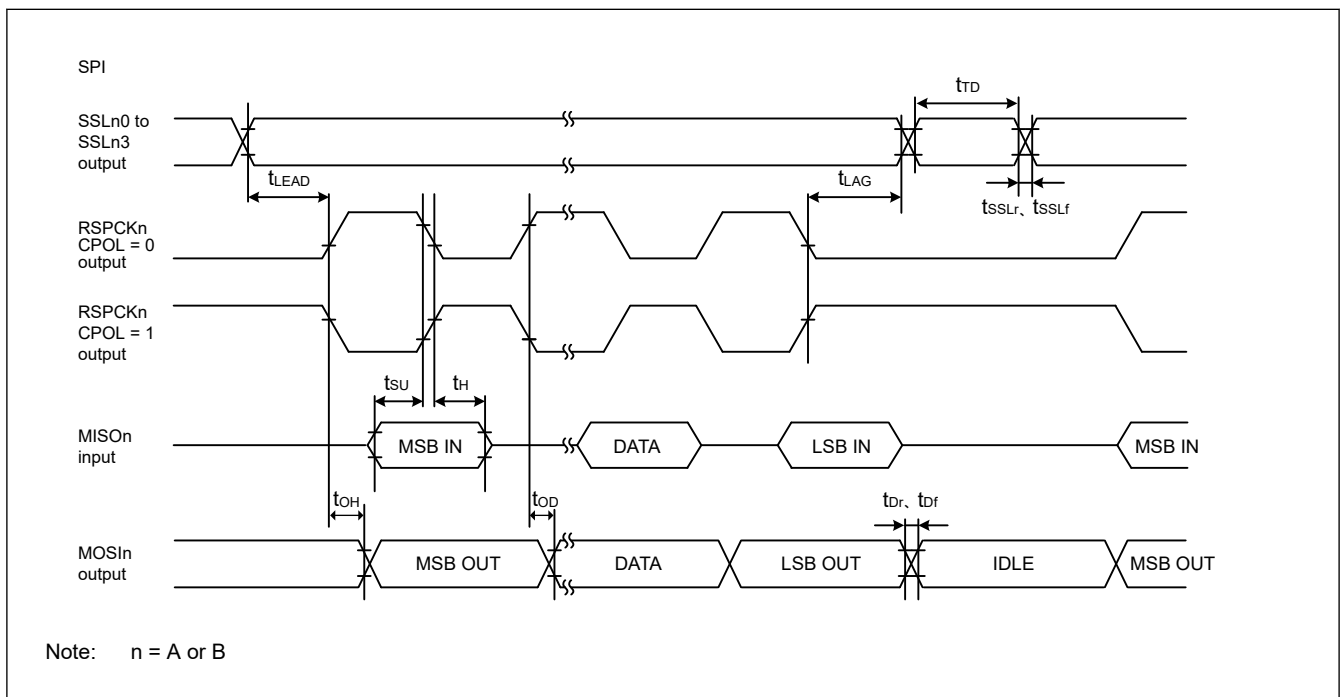 SPI
tTD
SSLn0 to
SSLn3
output
tLEAD
tLAG
tSSLr、tSSLf
RSPCKn
CPOL = 0
output
RSPCKn
CPOL = 1
output
tSU
tH
MISOn
input
MSB IN
DATA
LSB IN
MSB IN
tOH
tOD
tDr、tDf
MOSIn
output
MSB OUT
DATA
LSB OUT
IDLE
MSB OUT
Note: n = A or B